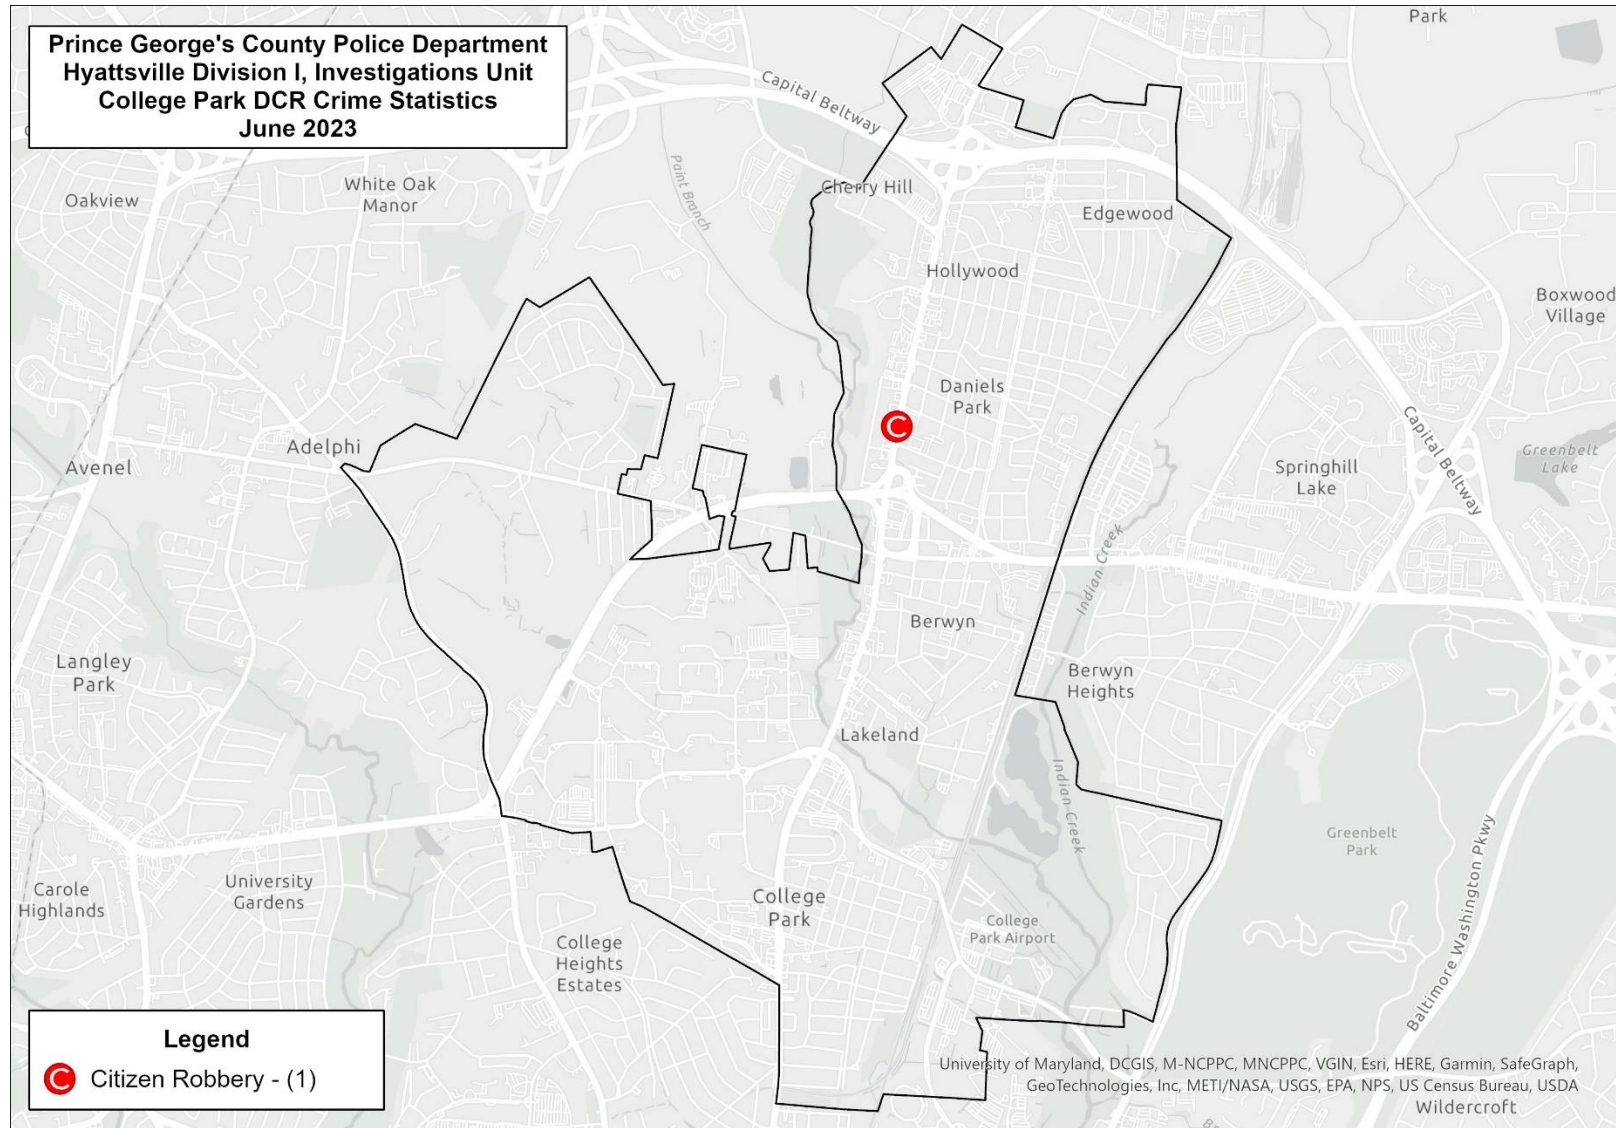 Prince George's County Police Department
Hyattsville Division I, Investigations Unit
College Park DCR Crime Statistics
June 2023
Park
Capital Beltway
Paint Branch
Oakview
White Oak
Manor
Cherry Hill
Edgewood
Hollywood
Boxwood
Village
Daniels
Park
C
Capital Beltway
Adelphi
Avenel
Springhill
Lake
Greenbelt
Lake
Indian Creek
Berwyn
Langley
Park
Berwyn
Heights
Lakeland
Indian Creek
Greenbelt
Park
Baltimore Washington Pkwy
Carole
Highlands
University
Gardens
College
Park
College
Park Airport
College
Heights
Estates
Legend
C Citizen Robbery - (1)
University of Maryland, DCGIS, M-NCPPC, MNCPPC, VGIN, Esri, HERE, Garmin, SafeGraph,
GeoTechnologies, Inc, METI/NASA, USGS, EPA, NPS, US Census Bureau, USDA
Wildercroft